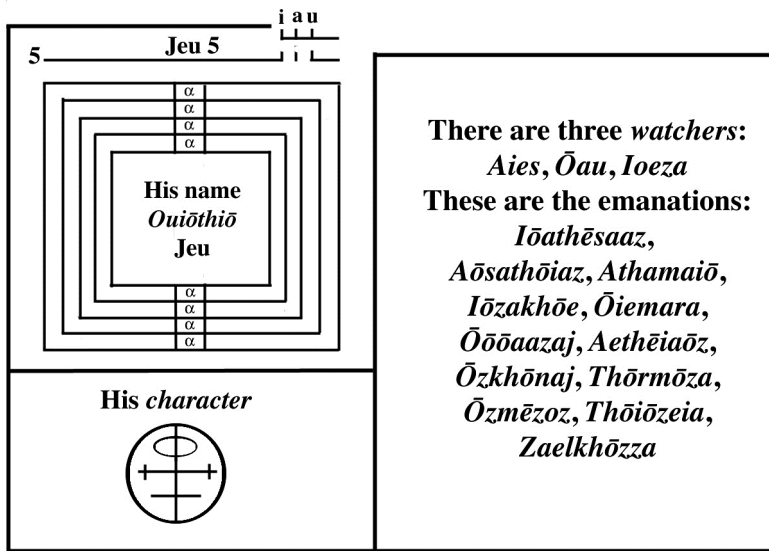 i a u
Jeu 5
5
α
α
α
α
His name
Ouiōthiō
Jeu
α
α
α
α
His character
There are three watchers:
Aies, Ōau, Ioeza
These are the emanations:
Iōathēsaaz,
Aōsathōiaz, Athamaiō,
Iōzakhōe, Ōiemara,
Ōōōaazaj, Aethēiaōz,
Ōzkhōnaj, Thōrmōza,
Ōzmēzoz, Thōiōzeia,
Zaelkhōzza